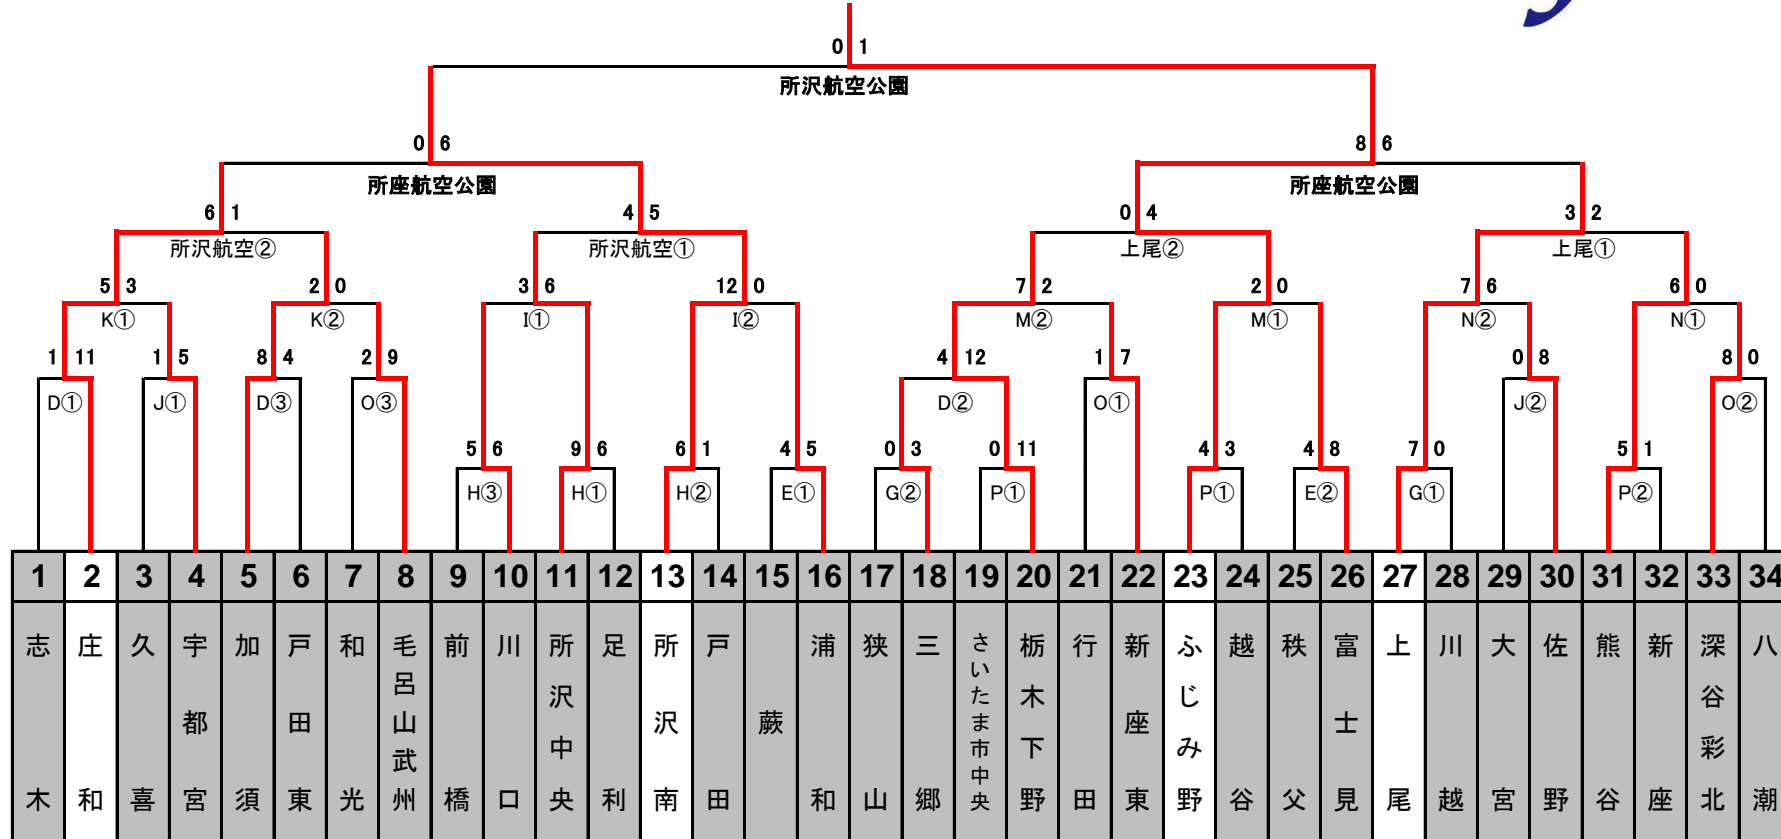 0 1
所沢航空公園
0 6 8 6
所座航空公園 所座航空公園
6 1 4 5 0 4 3 2
所沢航空② 所沢航空① 上尾② 上尾①
5 3 2 0 3 6 12 0 7 2 2 0 7 6 6 0
K① K② I① I② M② M① N② N①
1 11 1 5 8 4 2 9 4 12 1 7 0 8 8 0
D① J① D③ O③ D② O① J② O②
5 6 9 6 6 1 4 5 0 3 0 11 4 3 4 8 7 0 5 1
H③ H① H② E① G② P① P① E② G① P②
1 2 3 4 5 6 7 8 9 10 11 12 13 14 15 16 17 18 19 20 21 22 23 24 25 26 27 28 29 30 31 32 33 34
志木
庄和
久喜
宇都宮
加須
戸田東
和光
毛呂山武州
前橋
川口
所沢中央
足利
所沢南
戸田
蕨
浦和
狭山
三郷
さいたま市中央
栃木下野
行田
新座東
ふじみ野
越谷
秩父
富士見
上尾
川越
大宮
佐野
熊谷
新座
深谷彩北
八潮